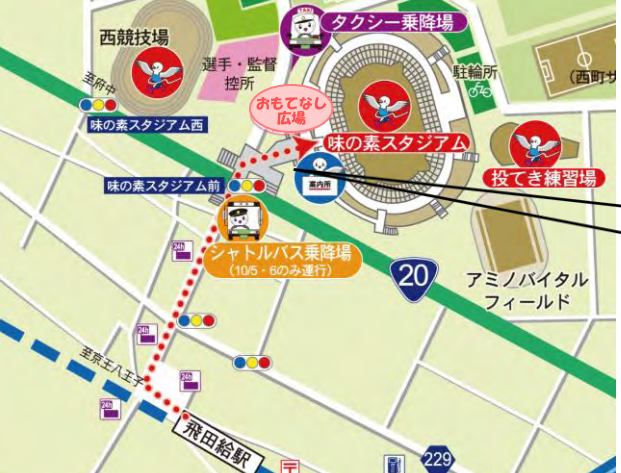 タクシー乗降場
西競技場
選手・監督
控所
駐輪所
(西町サ
至府中
おもてなし
広場
味の素スタジアム西
味の素スタジアム
投てき練習場
案内所
味の素スタジアム前
シャトルバス乗降場
(10/5・6のみ運行)
20
アミノバイタル
フィールド
24h
24h
至京王八王子
24h
24h
飛田給駅
229